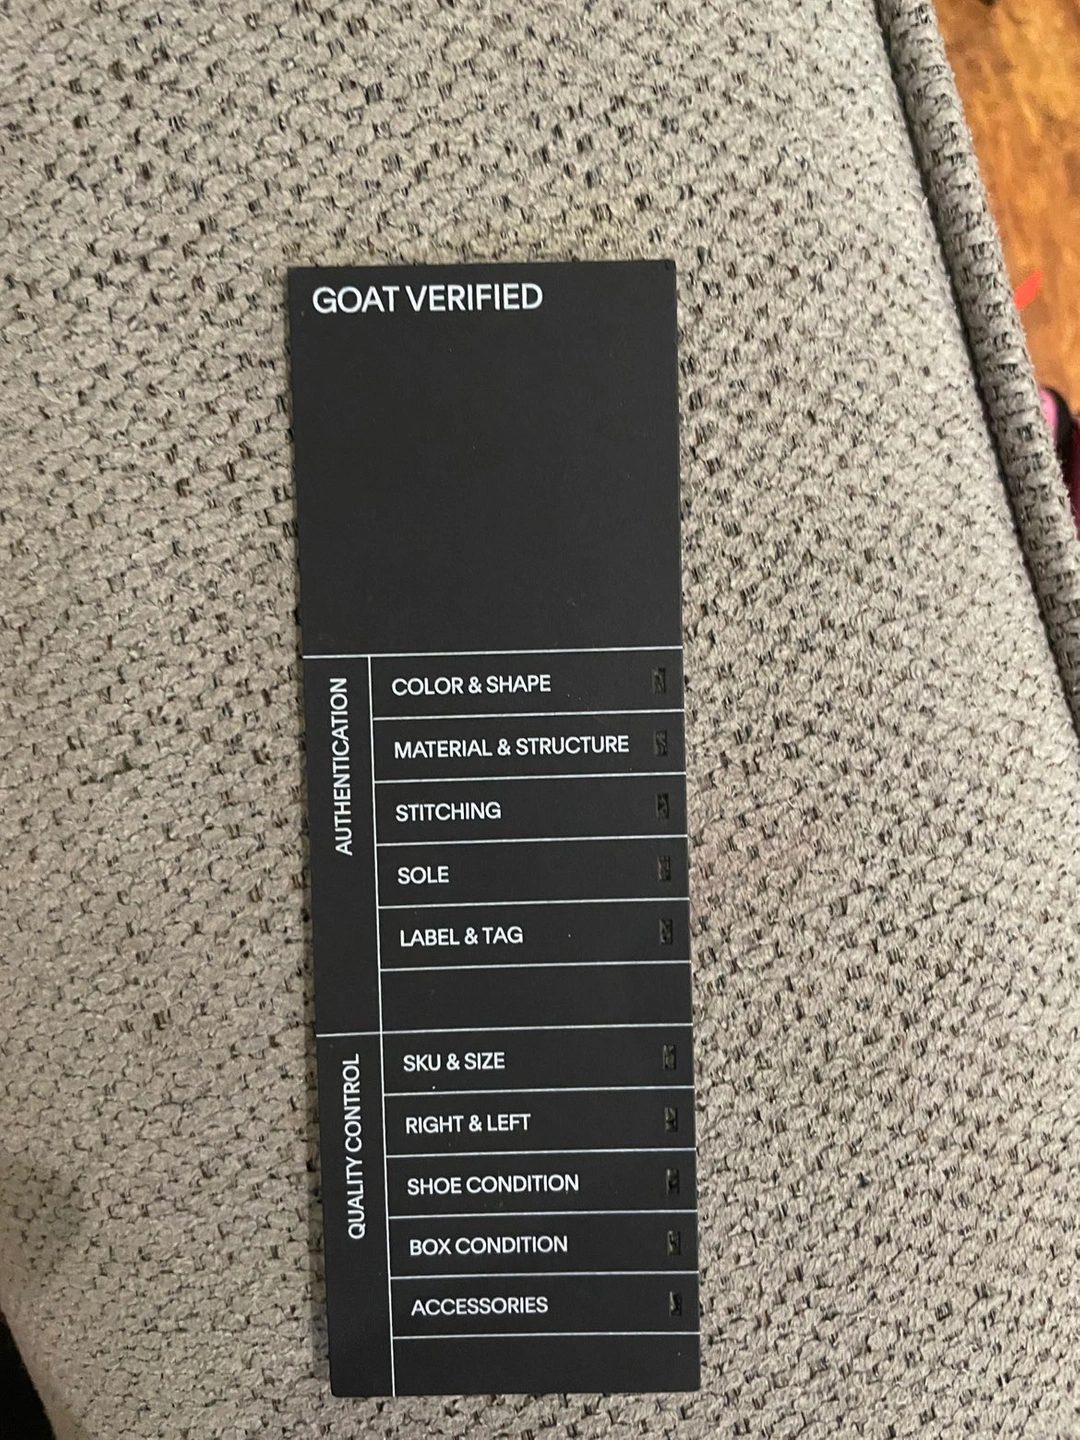 GOAT VERIFIED
AUTHENTICATION
COLOR & SHAPE
MATERIAL & STRUCTURE
STITCHING
SOLE
LABEL & TAG
QUALITY CONTROL
SKU & SIZE
RIGHT & LEFT
SHOE CONDITION
BOX CONDITION
ACCESSORIES